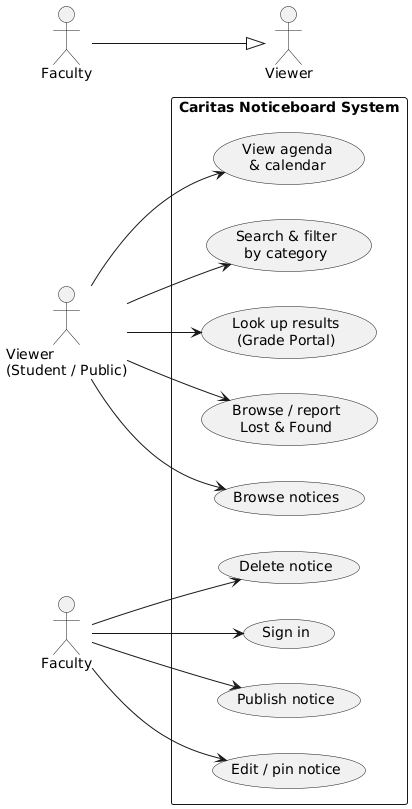 Faculty
Viewer
Caritas Noticeboard System
View agenda
& calendar
Search & filter
by category
Look up results
(Grade Portal)
Viewer
(Student / Public)
Browse / report
Lost & Found
Browse notices
Delete notice
Sign in
Faculty
Publish notice
Edit / pin notice